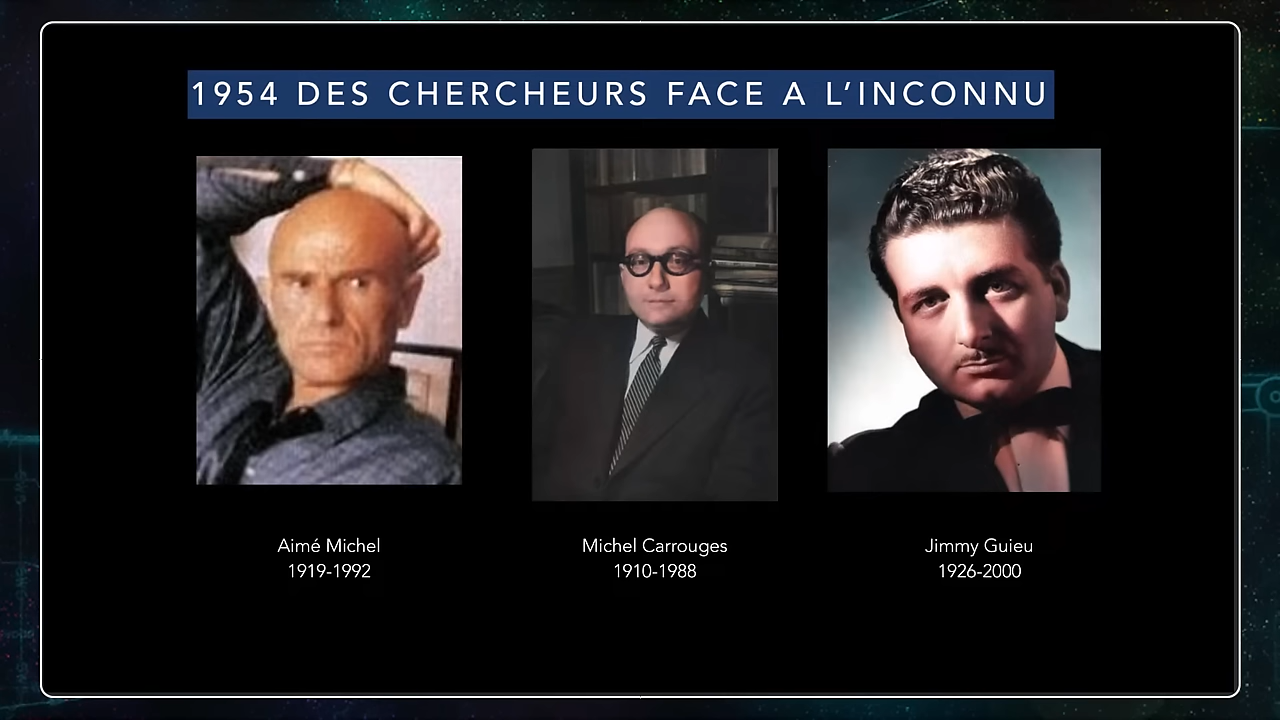 1954 DES CHERCHEURS FACE A L'INCONNU
Aimé Michel
1919-1992
Michel Carrouges
1910-1988
Jimmy Guieu
1926-2000